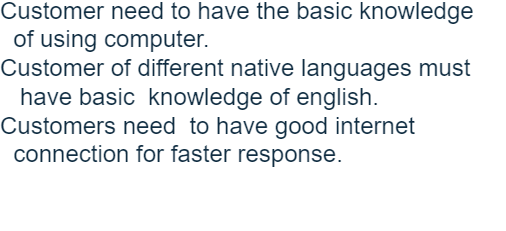 Customer need to have the basic knowledge
of using computer.
Customer of different native languages must
have basic  knowledge of english.
Customers need  to have good internet
connection for faster response.